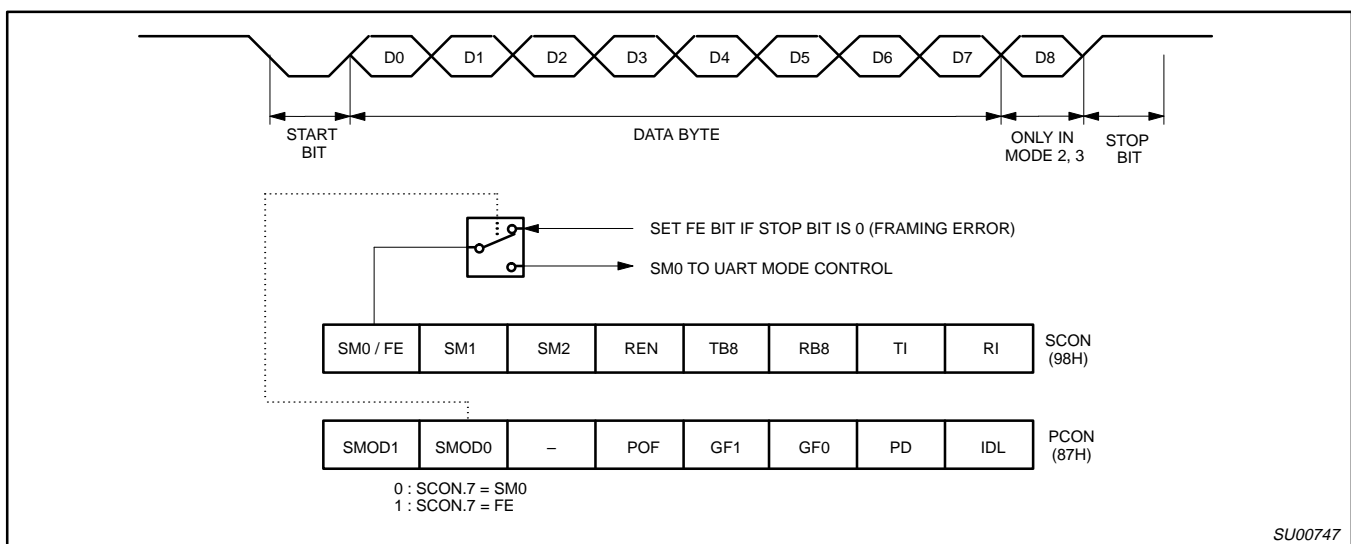 D0 D1 D2 D3 D4 D5 D6 D7 D8
START
BIT
DATA BYTE
ONLY IN
MODE 2, 3
STOP
BIT
SET FE BIT IF STOP BIT IS 0 (FRAMING ERROR)
SM0 TO UART MODE CONTROL
SM0 / FE SM1 SM2 REN TB8 RB8 TI RI
SCON
(98H)
SMOD1 SMOD0 – POF GF1 GF0 PD IDL
PCON
(87H)
0 : SCON.7 = SM0
1 : SCON.7 = FE
SU00747